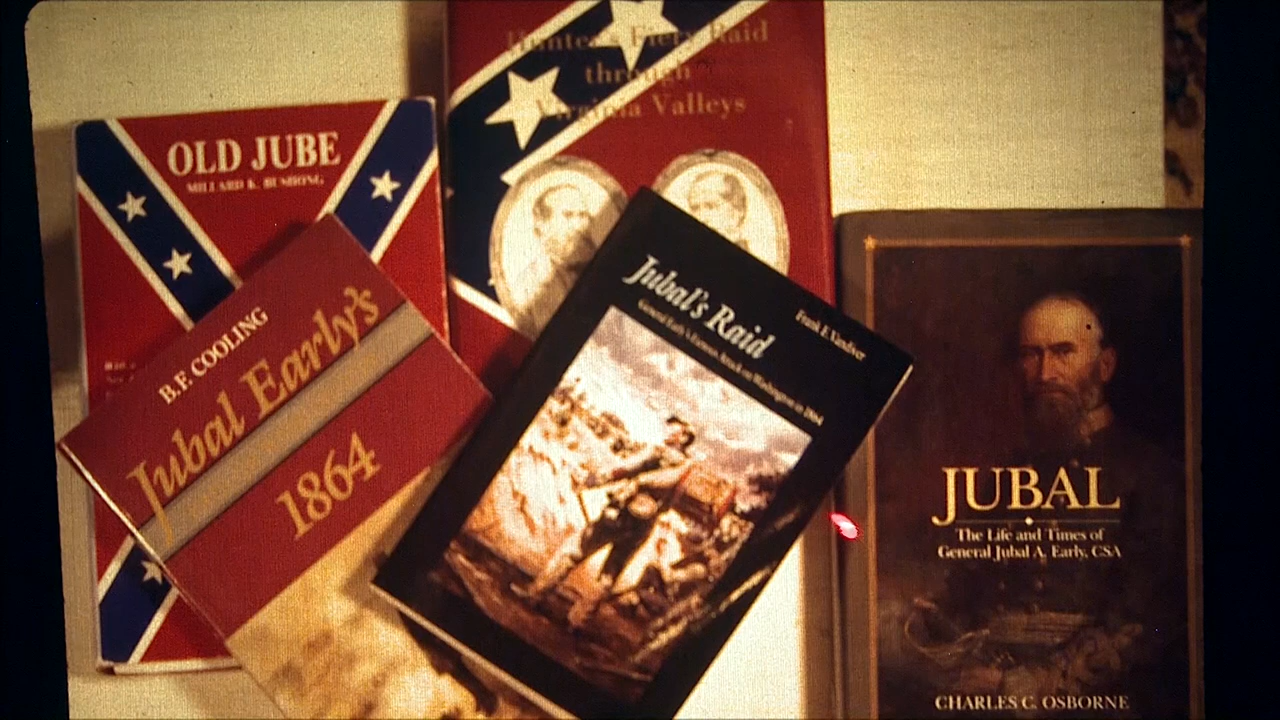 OLD JUBE
MILLARD K. BUSHONG
Hunter's Fiery Raid
through
Virginia Valleys
B.F. COOLING
Jubal Early's
1864
Jubal's Raid
General Early's Famous Attack on Washington in 1864
Frank E. Vandiver
JUBAL
The Life and Times of
General Jubal A. Early, CSA
CHARLES C. OSBORNE